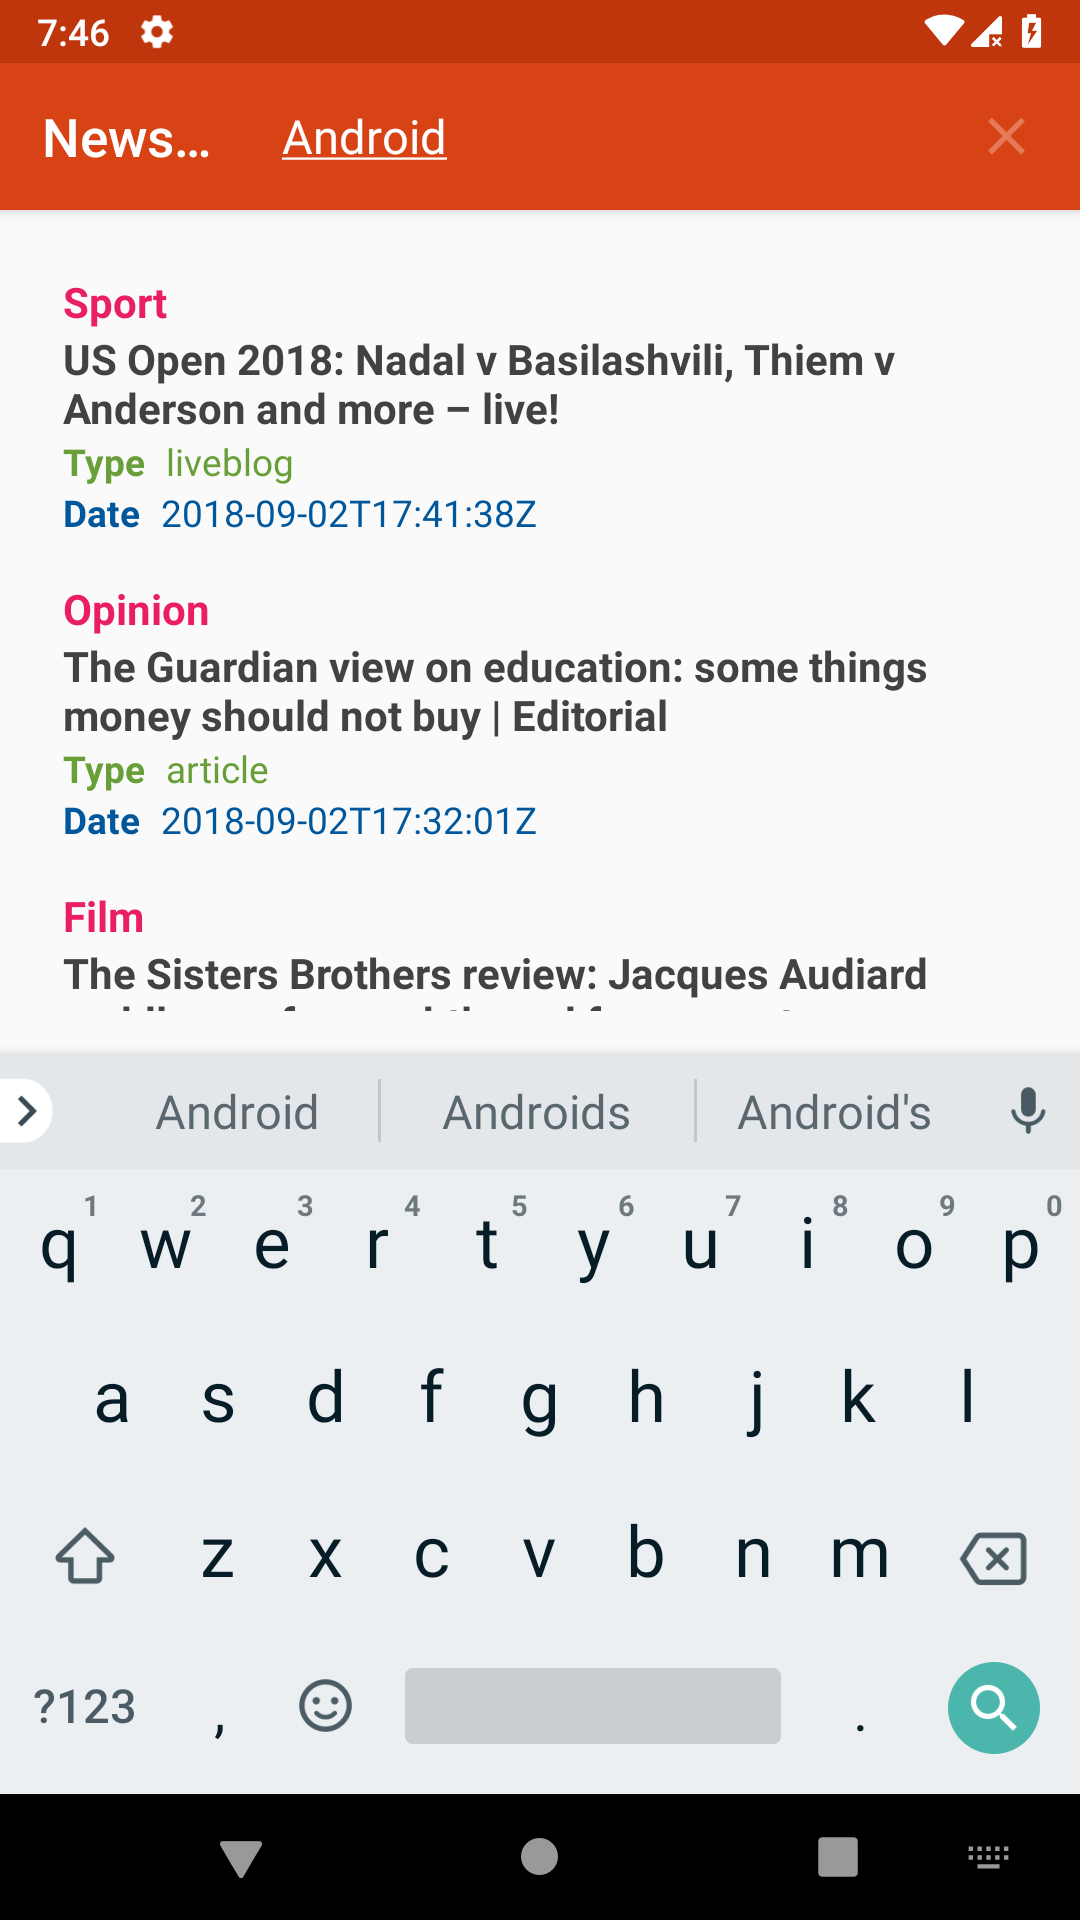 7:46
News... Android
Sport
US Open 2018: Nadal v Basilashvili, Thiem v
Anderson and more – live!
Type liveblog
Date 2018-09-02T17:41:38Z
Opinion
The Guardian view on education: some things
money should not buy | Editorial
Type article
Date 2018-09-02T17:32:01Z
Film
The Sisters Brothers review: Jacques Audiard
Android Androids Android's
1 2 3 4 5 6 7 8 9 0
q w e r t y u i o p
a s d f g h j k l
z x c v b n m
?123 , .